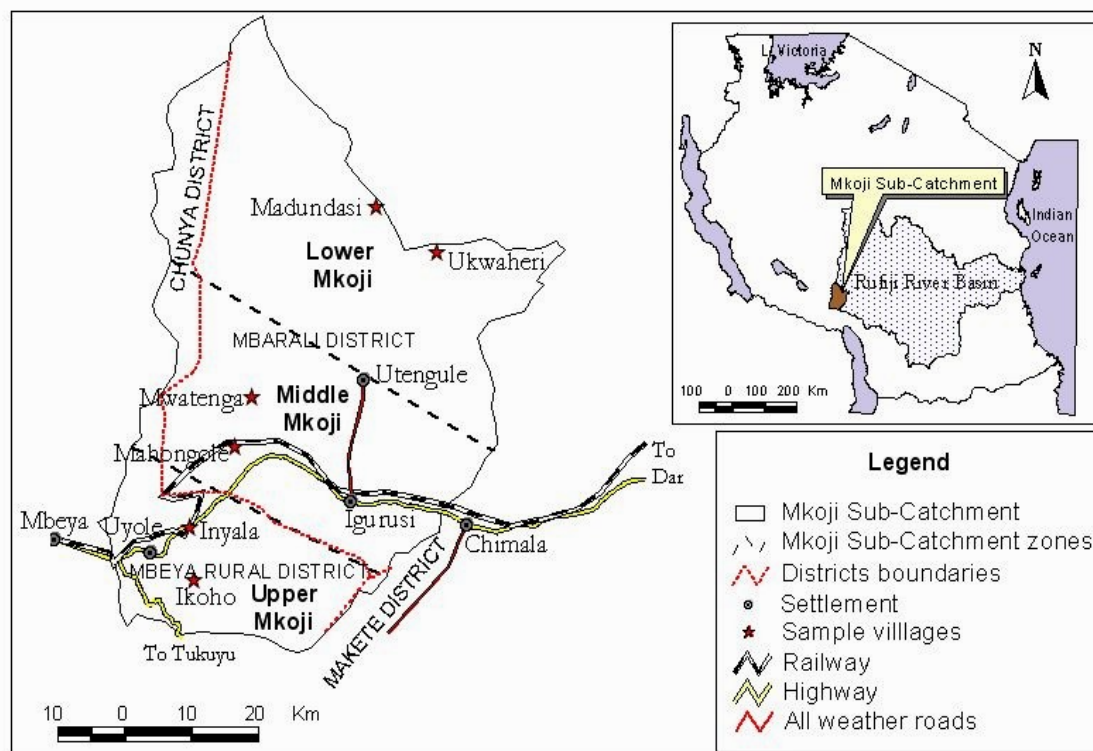 CHUNYA DISTRICT
Madundasi
Lower
Mkoji
Ukwaheri
MBARALI DISTRICT
Utengule
Mwatenga
Middle
Mkoji
Mahongole
To
Dar
Mbeya
Uyole
Inyala
Igurusi
Chimala
MBEYA RURAL DISTRICT
Ikoho
Upper
Mkoji
MAKETE DISTRICT
To Tukuyu
10 0 10 20 Km
L. Victoria
N
Mkoji Sub-Catchment
Indian
Ocean
Rufiji River Basin
100 0 100 200 Km
Legend
Mkoji Sub-Catchment
Mkoji Sub-Catchment zones
Districts boundaries
Settlement
Sample villlages
Railway
Highway
All weather roads